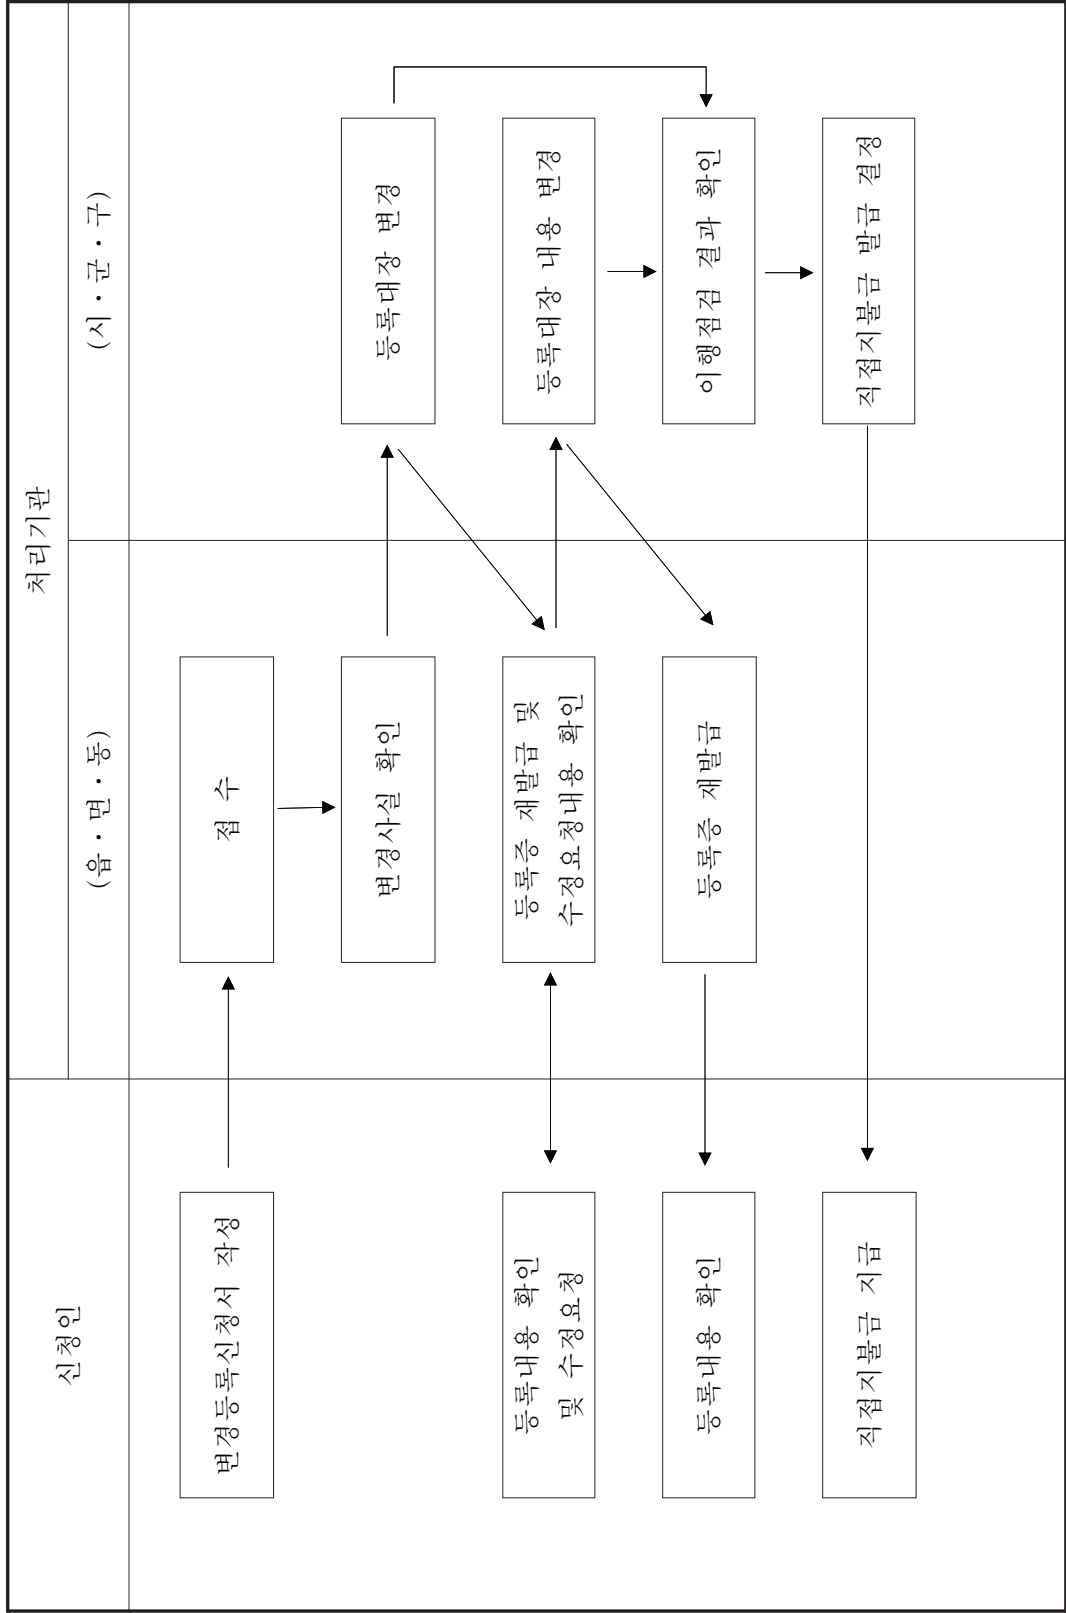 신청인
처리기관
(읍·면·동)
(시·군·구)
변경등록신청서 작성
접 수
변경사실 확인
등록대장 변경
등록내용 확인
및 수정요청
등록증 재발급 및
수정요청내용 확인
등록대장 내용 변경
등록내용 확인
등록증 재발급
이행점검 결과 확인
직접지불금 지급
직접지불금 발급 결정